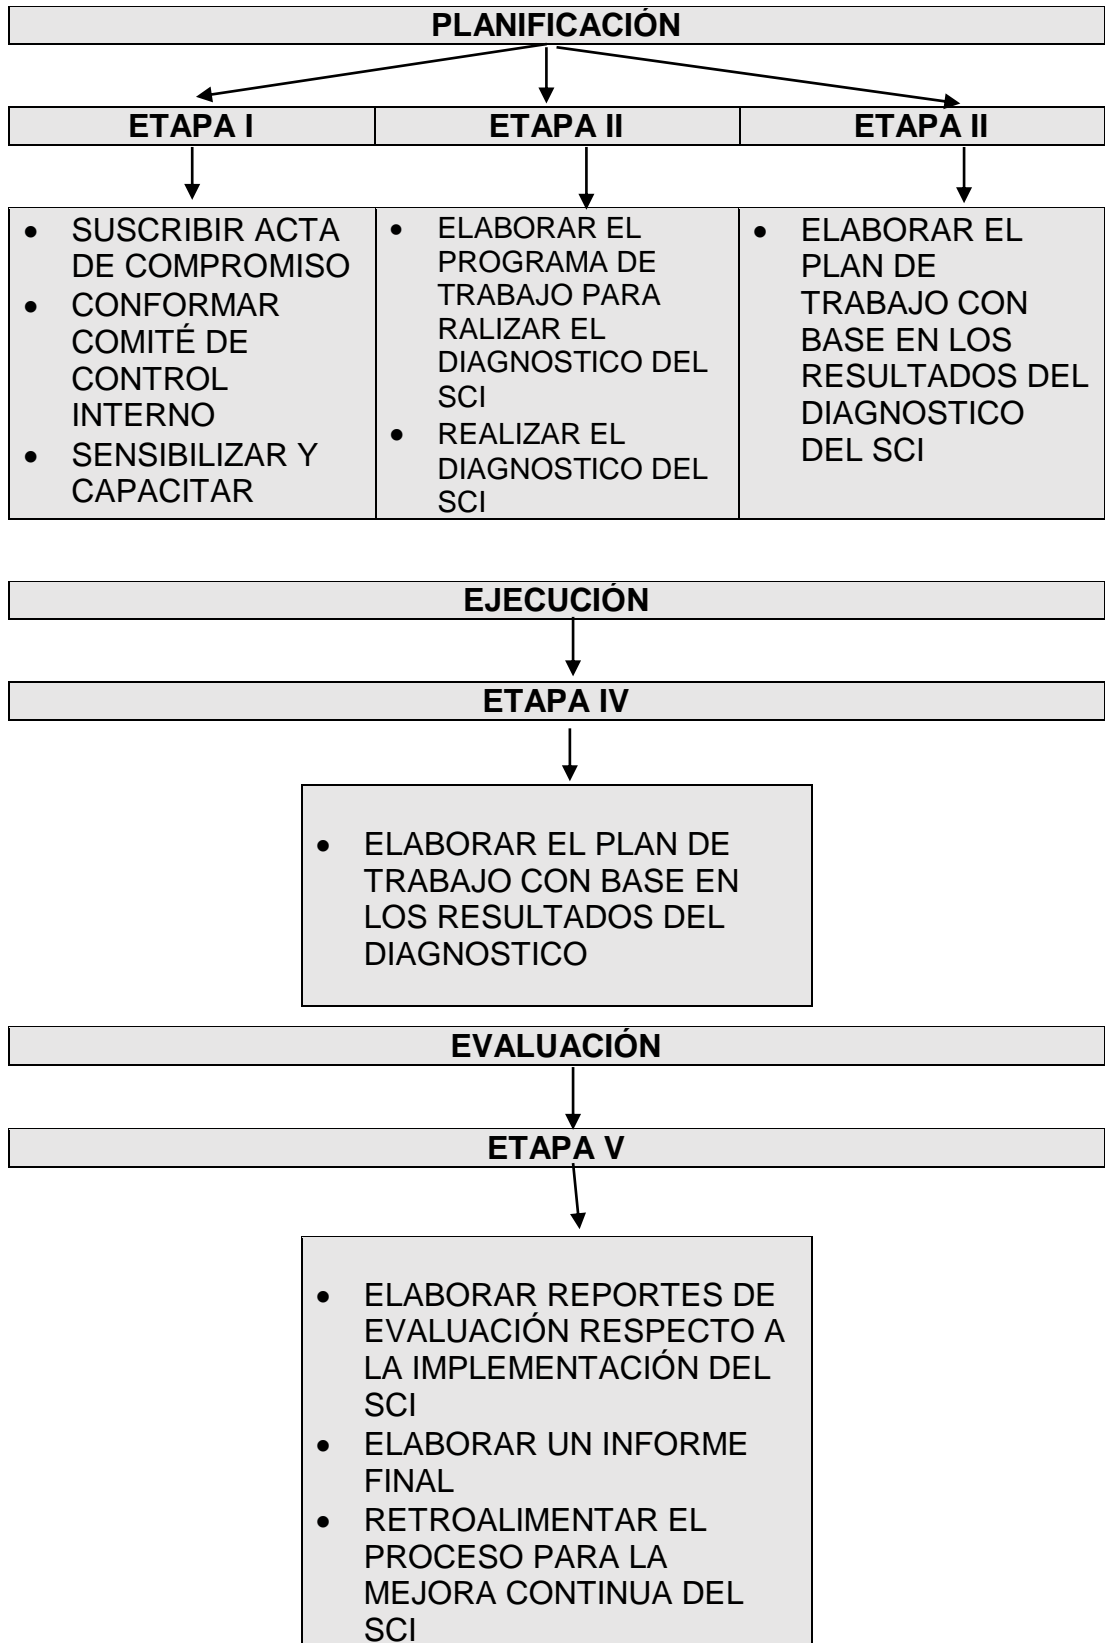 PLANIFICACIÓN
ETAPA I
ETAPA II
ETAPA II
• SUSCRIBIR ACTA
DE COMPROMISO
• CONFORMAR
COMITÉ DE
CONTROL
INTERNO
• SENSIBILIZAR Y
CAPACITAR
• ELABORAR EL
PROGRAMA DE
TRABAJO PARA
RALIZAR EL
DIAGNOSTICO DEL
SCI
• REALIZAR EL
DIAGNOSTICO DEL
SCI
• ELABORAR EL
PLAN DE
TRABAJO CON
BASE EN LOS
RESULTADOS DEL
DIAGNOSTICO
DEL SCI
EJECUCIÓN
ETAPA IV
• ELABORAR EL PLAN DE
TRABAJO CON BASE EN
LOS RESULTADOS DEL
DIAGNOSTICO
EVALUACIÓN
ETAPA V
• ELABORAR REPORTES DE
EVALUACIÓN RESPECTO A
LA IMPLEMENTACIÓN DEL
SCI
• ELABORAR UN INFORME
FINAL
• RETROALIMENTAR EL
PROCESO PARA LA
MEJORA CONTINUA DEL
SCI